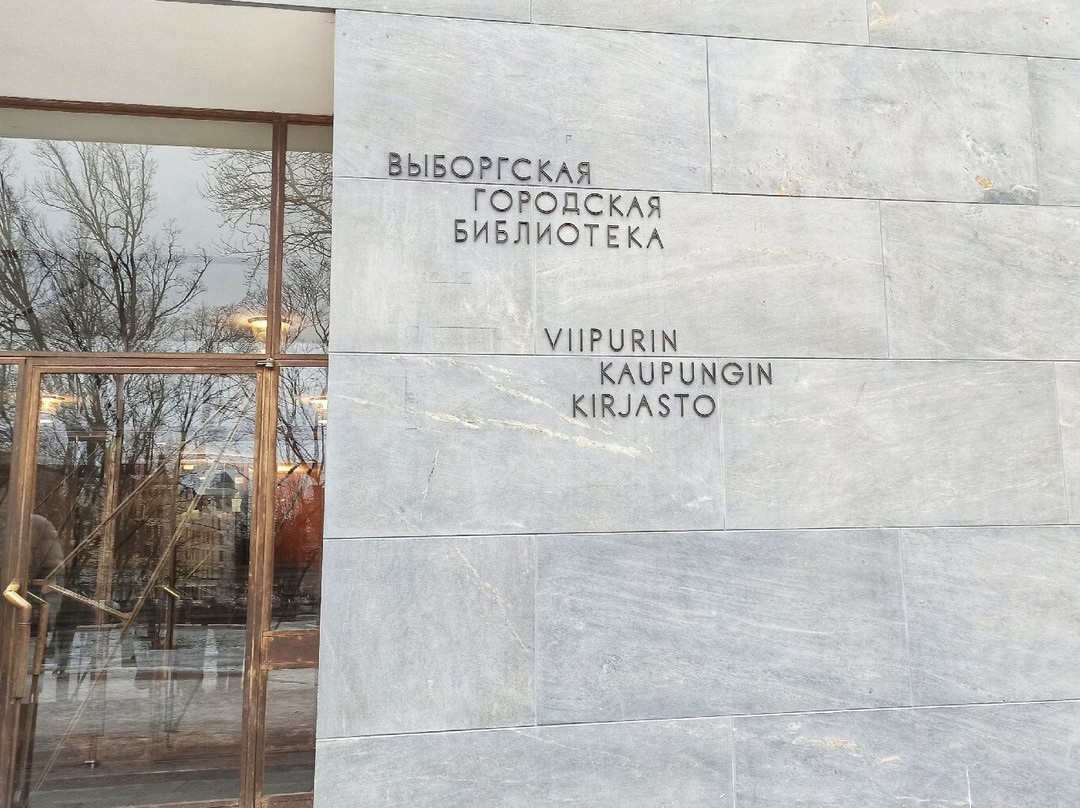 ВЫБОРГСКАЯ
ГОРОДСКАЯ
БИБЛИОТЕКА
VIIPURIN
KAUPUNGIN
KIRJASTO